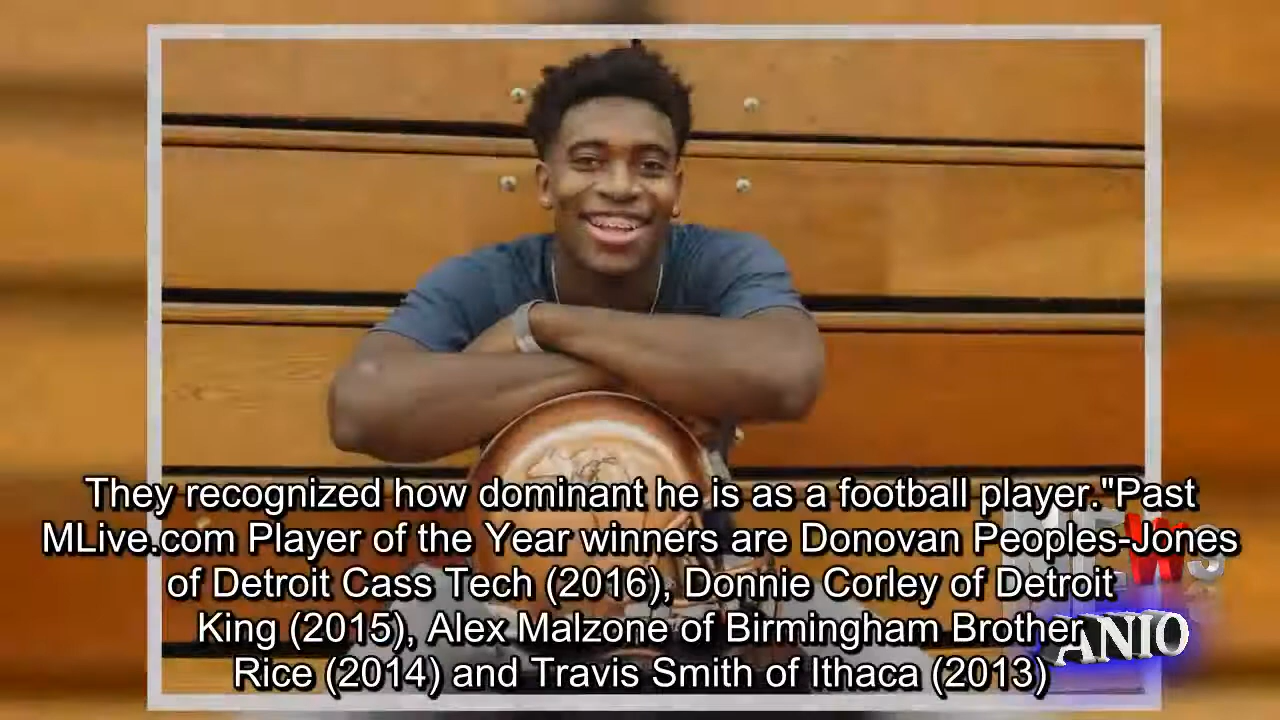 They recognized how dominant he is as a football player."Past
MLive.com Player of the Year winners are Donovan Peoples-Jones
of Detroit Cass Tech (2016), Donnie Corley of Detroit
King (2015), Alex Malzone of Birmingham Brother
Rice (2014) and Travis Smith of Ithaca (2013)
NEWS
ANIO